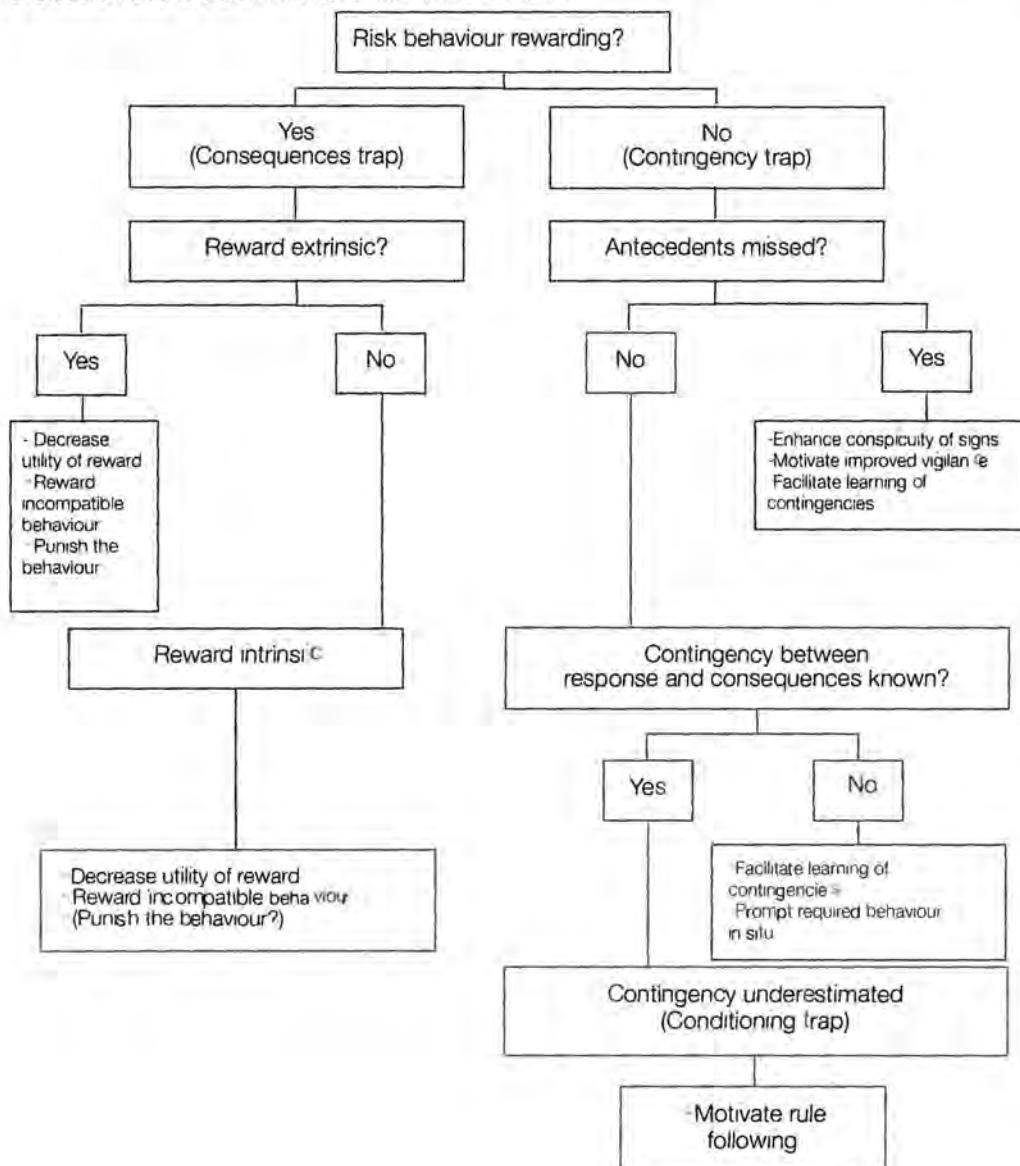 Risk behaviour rewarding?
Yes
(Consequences trap)
No
(Contingency trap)
Reward extrinsic?
Antecedents missed?
Yes
No
No
Yes
- Decrease
utility of reward
- Reward
incompatible
behaviour
- Punish the
behaviour
-Enhance conspicuity of signs
-Motivate improved vigilance
Facilitate learning of
contingencies
Reward intrinsic
Contingency between
response and consequences known?
Yes
No
Decrease utility of reward
-Reward incompatible behaviour
(Punish the behaviour?)
-Facilitate learning of
contingencies
-Prompt required behaviour
in situ
Contingency underestimated
(Conditioning trap)
-Motivate rule
following